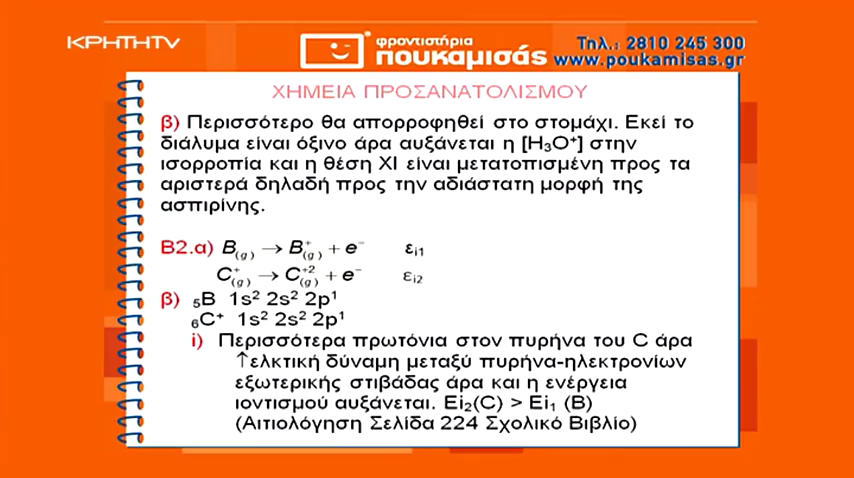 ΚΡΗΤΗTV
φροντιστήρια
πουκαμισάς
Τηλ.: 2810 245 300
www.poukamisas.gr
ΧΗΜΕΙΑ ΠΡΟΣΑΝΑΤΟΛΙΣΜΟΥ
β) Περισσότερο θα απορροφηθεί στο στομάχι. Εκεί το
διάλυμα είναι όξινο άρα αυξάνεται η [H₃O⁺] στην
ισορροπία και η θέση ΧΙ είναι μετατοπισμένη προς τα
αριστερά δηλαδή προς την αδιάστατη μορφή της
ασπιρίνης.
B2.α) B(g) → B⁺(g) + e⁻ εi1
C⁺(g) → C⁺²(g) + e⁻ εi2
β) ₅B 1s² 2s² 2p¹
₆C⁺ 1s² 2s² 2p¹
i) Περισσότερα πρωτόνια στον πυρήνα του C άρα
↑ελκτική δύναμη μεταξύ πυρήνα-ηλεκτρονίων
εξωτερικής στιβάδας άρα και η ενέργεια
ιοντισμού αυξάνεται. Ei₂(C) > Ei₁ (B)
(Αιτιολόγηση Σελίδα 224 Σχολικό Βιβλίο)